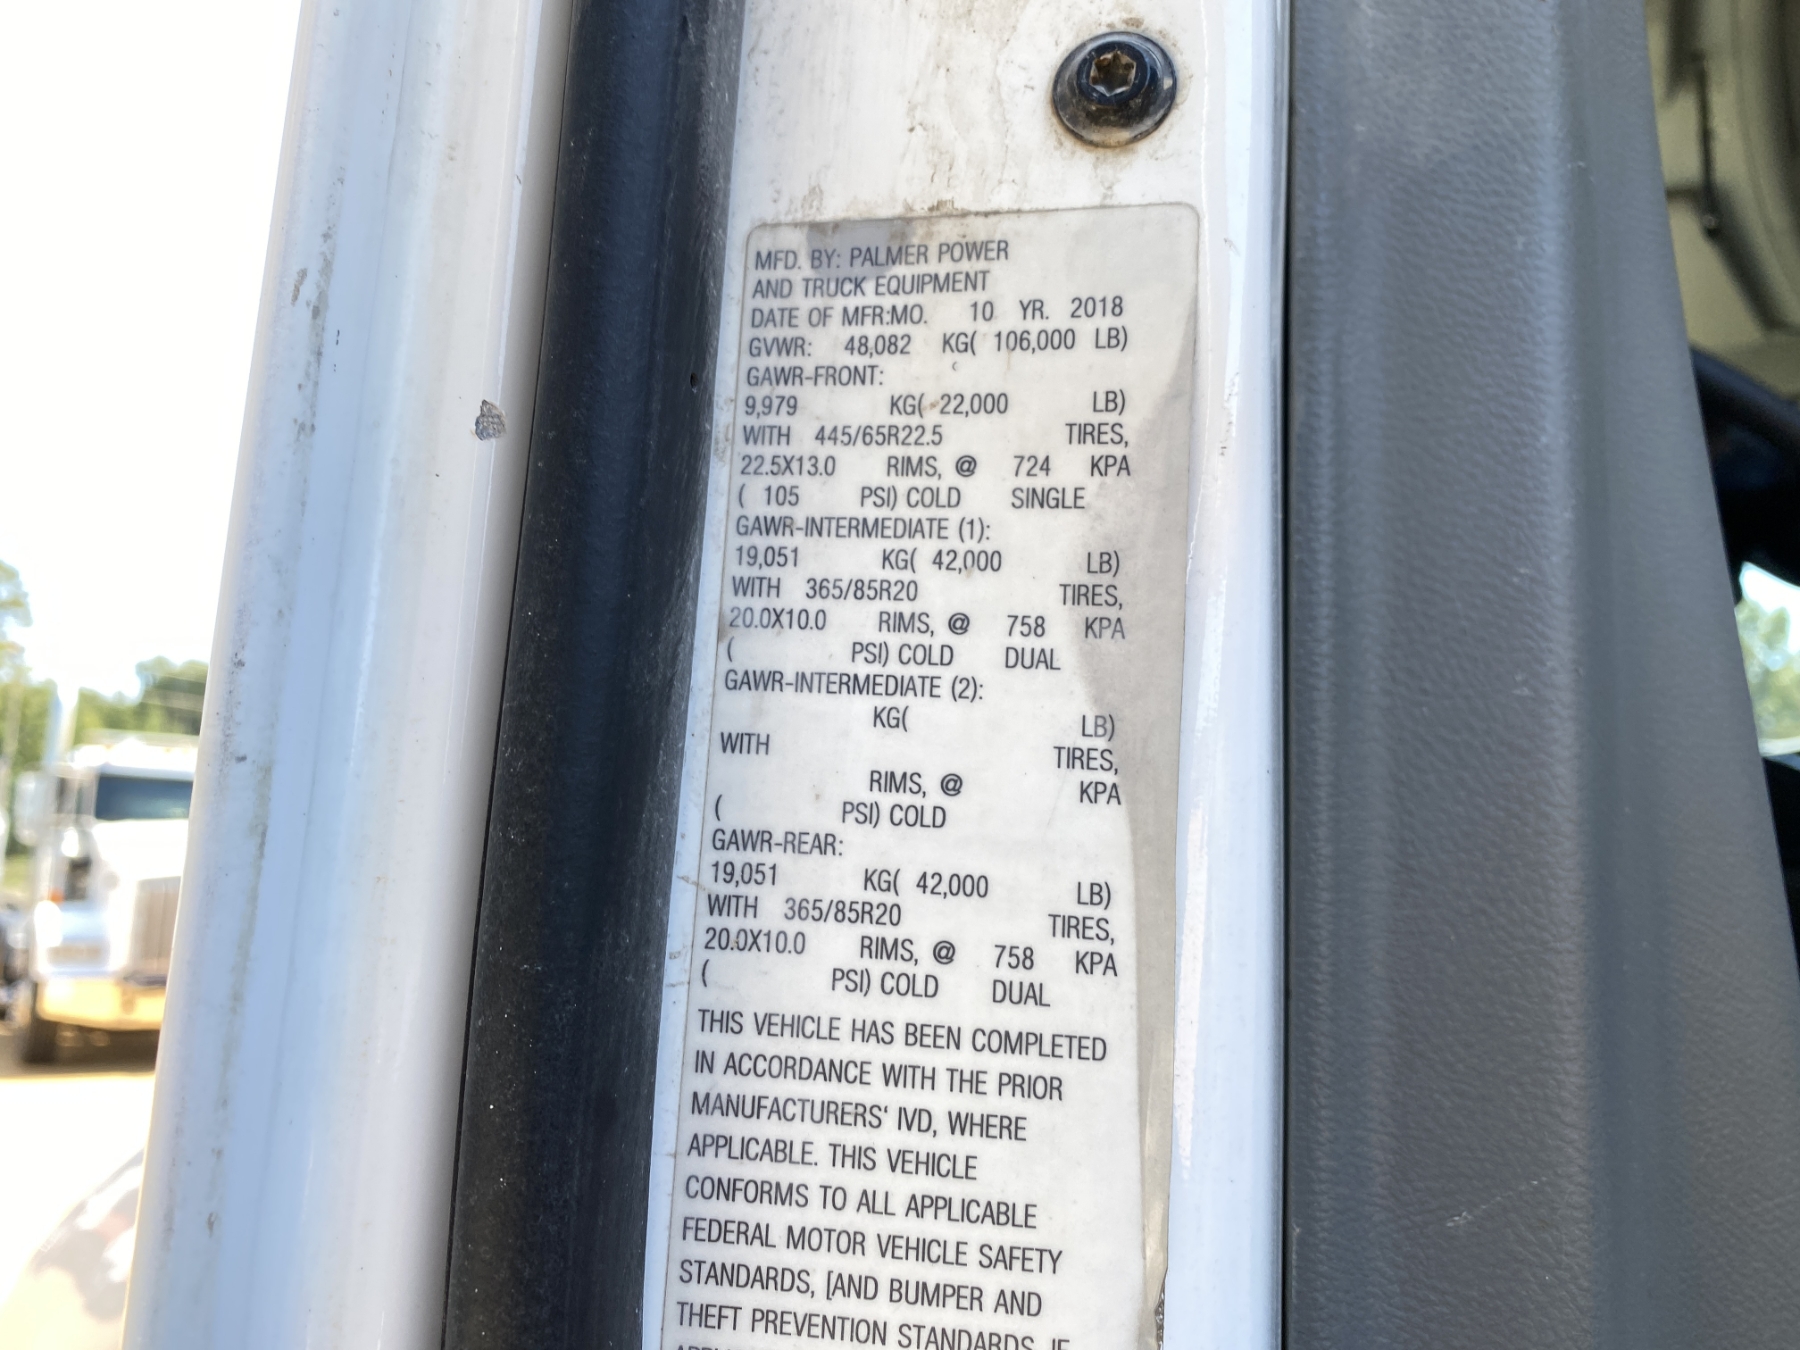 MFD. BY: PALMER POWER
AND TRUCK EQUIPMENT
DATE OF MFR:MO. 10 YR. 2018
GVWR: 48,082 KG( 106,000 LB)
GAWR-FRONT:
9,979 KG( 22,000 LB)
WITH 445/65R22.5 TIRES,
22.5X13.0 RIMS, @ 724 KPA
( 105 PSI) COLD SINGLE
GAWR-INTERMEDIATE (1):
19,051 KG( 42,000 LB)
WITH 365/85R20 TIRES,
20.0X10.0 RIMS, @ 758 KPA
( PSI) COLD DUAL
GAWR-INTERMEDIATE (2):
KG( LB)
WITH TIRES,
RIMS, @ KPA
( PSI) COLD
GAWR-REAR:
19,051 KG( 42,000 LB)
WITH 365/85R20 TIRES,
20.0X10.0 RIMS, @ 758 KPA
( PSI) COLD DUAL
THIS VEHICLE HAS BEEN COMPLETED
IN ACCORDANCE WITH THE PRIOR
MANUFACTURERS' IVD, WHERE
APPLICABLE. THIS VEHICLE
CONFORMS TO ALL APPLICABLE
FEDERAL MOTOR VEHICLE SAFETY
STANDARDS, [AND BUMPER AND
THEFT PREVENTION STANDARDS, IF